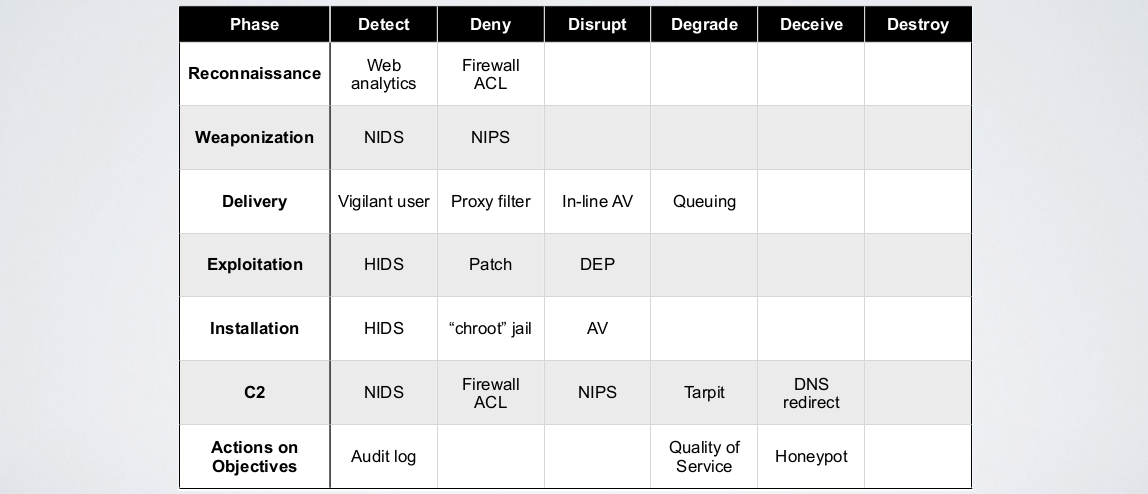 Phase Detect Deny Disrupt Degrade Deceive Destroy
Reconnaissance Web analytics Firewall ACL
Weaponization NIDS NIPS
Delivery Vigilant user Proxy filter In-line AV Queuing
Exploitation HIDS Patch DEP
Installation HIDS “chroot” jail AV
C2 NIDS Firewall ACL NIPS Tarpit DNS redirect
Actions on Objectives Audit log Quality of Service Honeypot